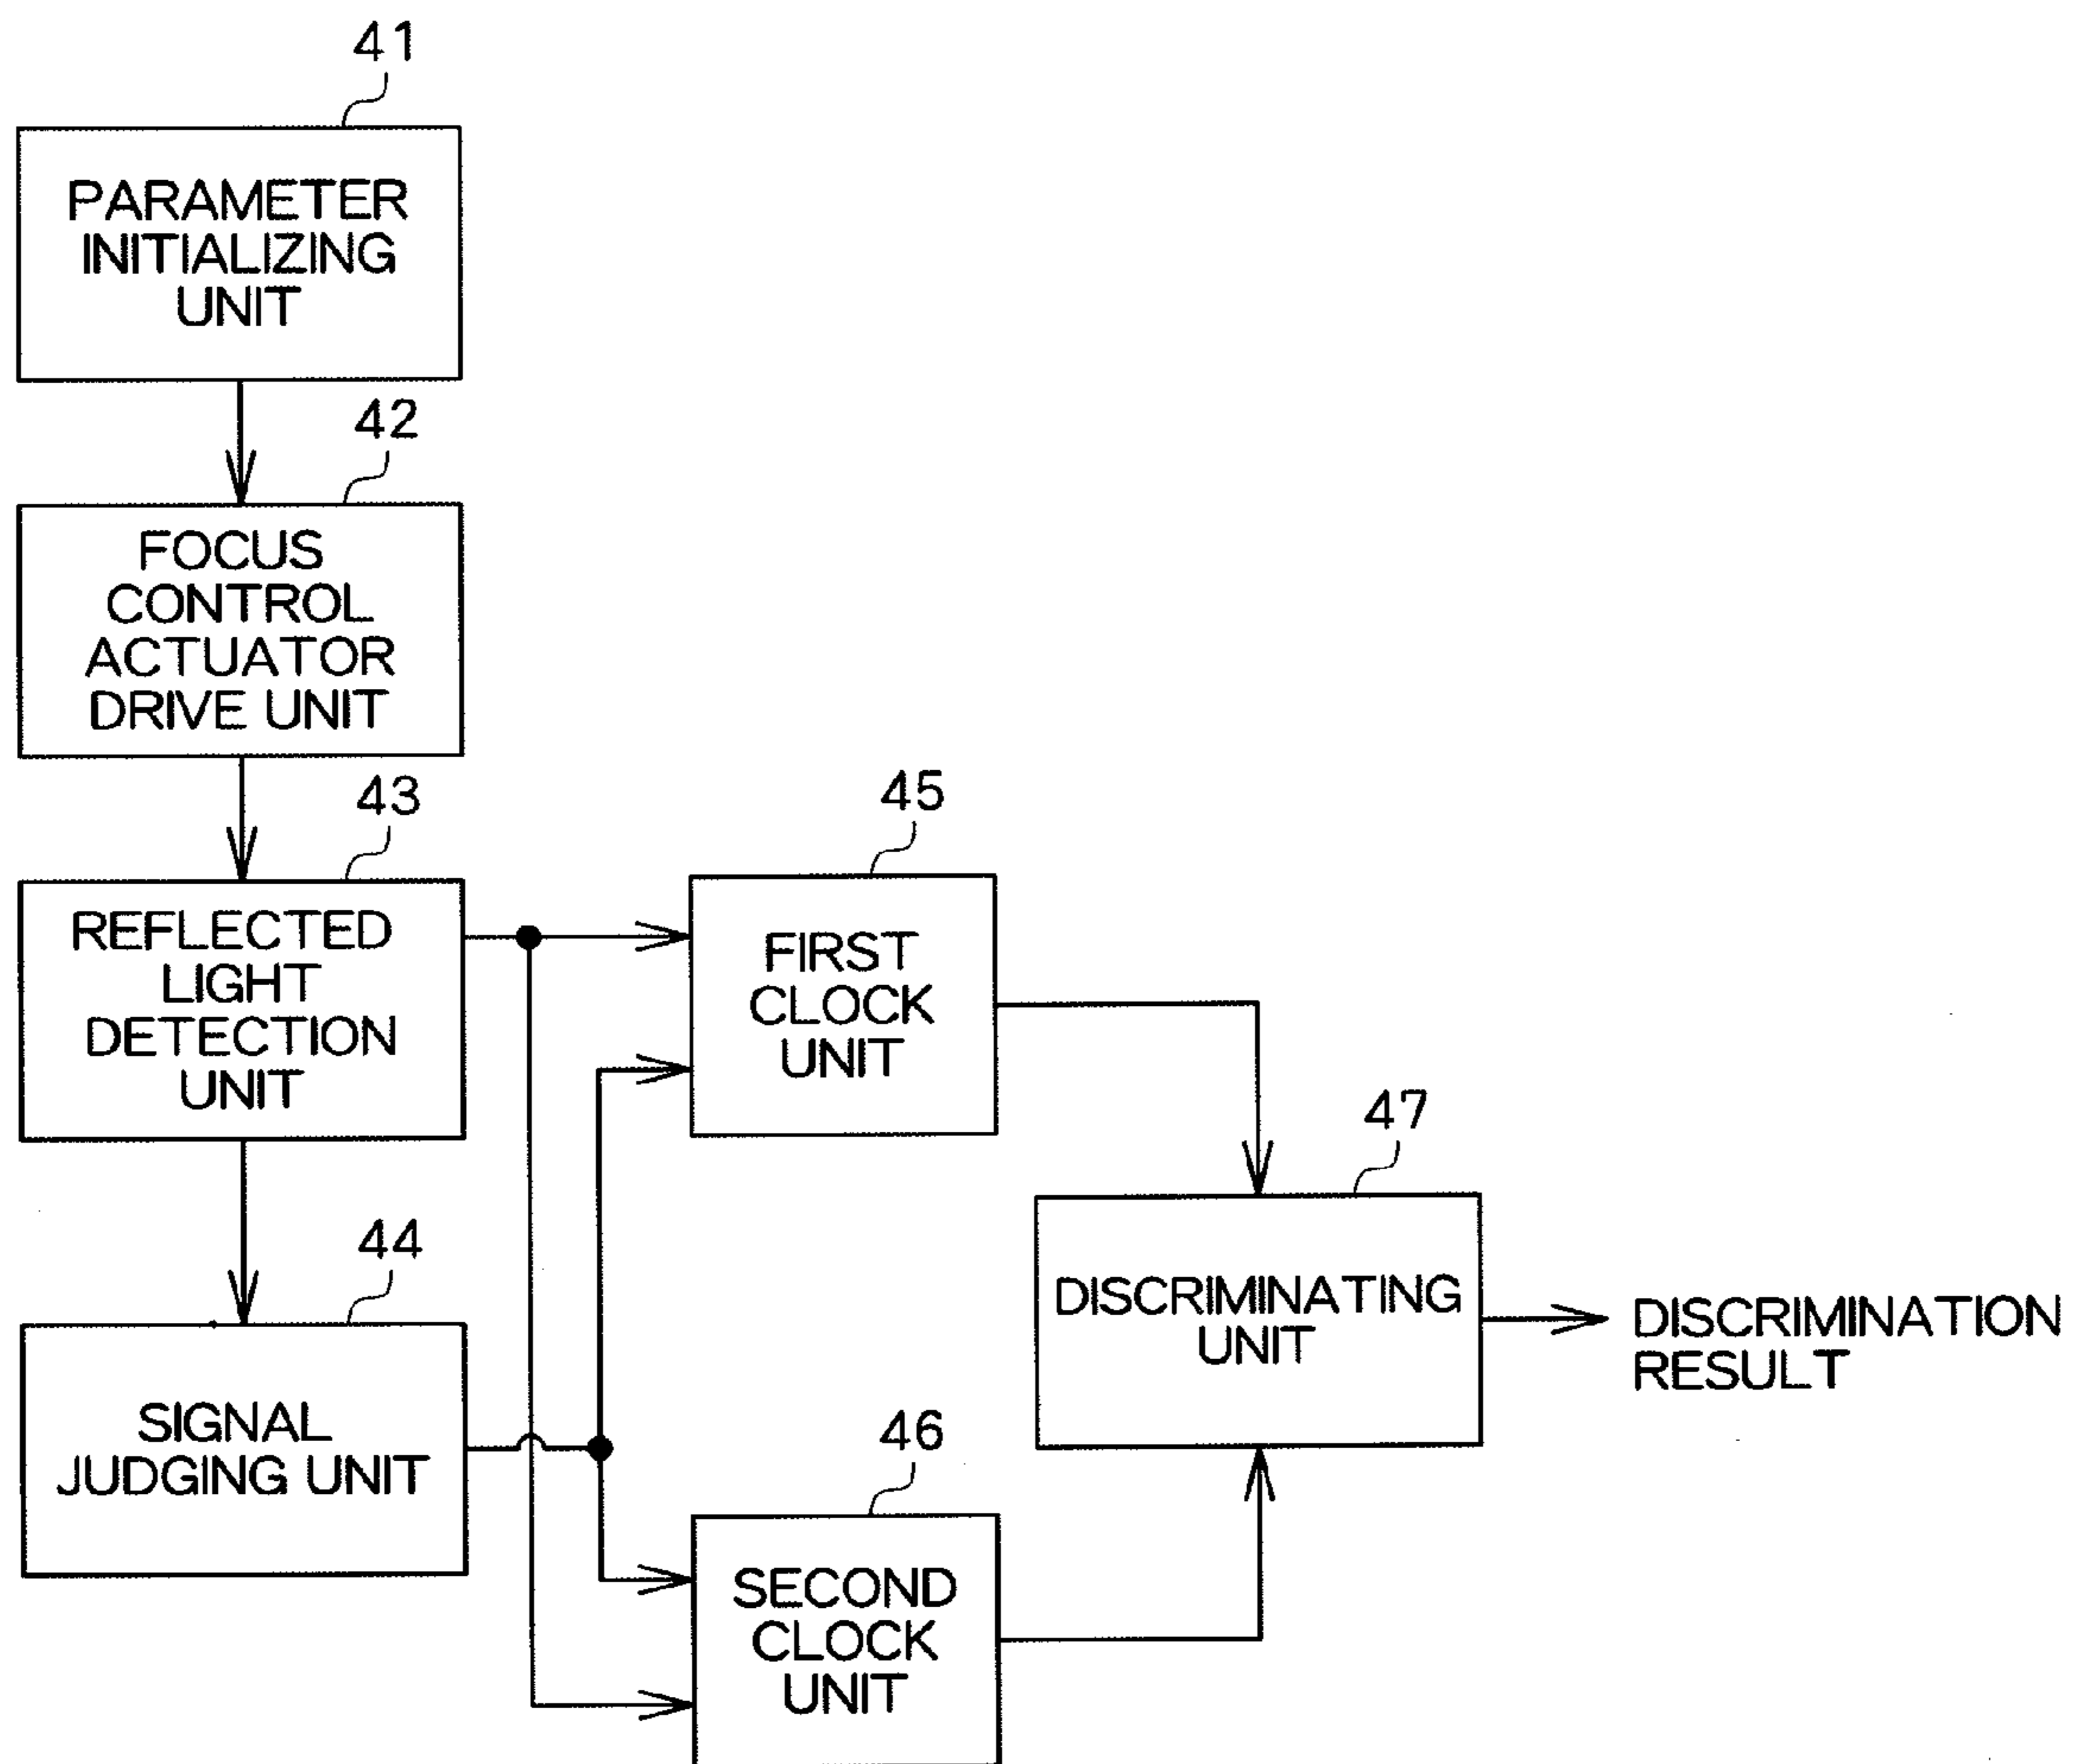 41
PARAMETER
INITIALIZING
UNIT
42
FOCUS
CONTROL
ACTUATOR
DRIVE UNIT
43
REFLECTED
LIGHT
DETECTION
UNIT
44
SIGNAL
JUDGING UNIT
45
FIRST
CLOCK
UNIT
46
SECOND
CLOCK
UNIT
47
DISCRIMINATING
UNIT
DISCRIMINATION
RESULT